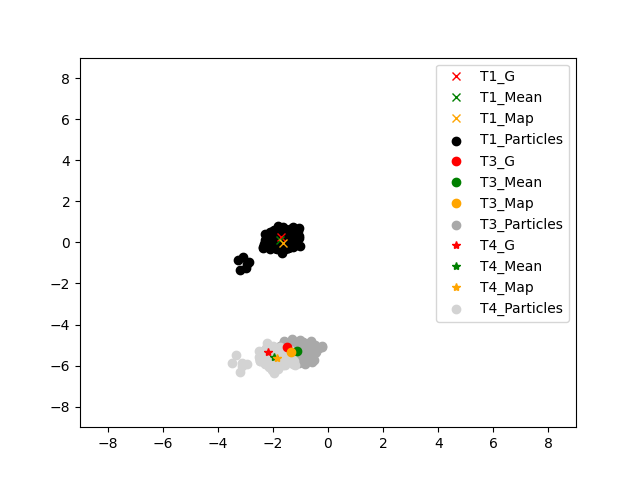 8
6
4
2
0
−2
−4
−6
−8
−8 −6 −4 −2 0 2 4 6 8
T1_G
T1_Mean
T1_Map
T1_Particles
T3_G
T3_Mean
T3_Map
T3_Particles
T4_G
T4_Mean
T4_Map
T4_Particles